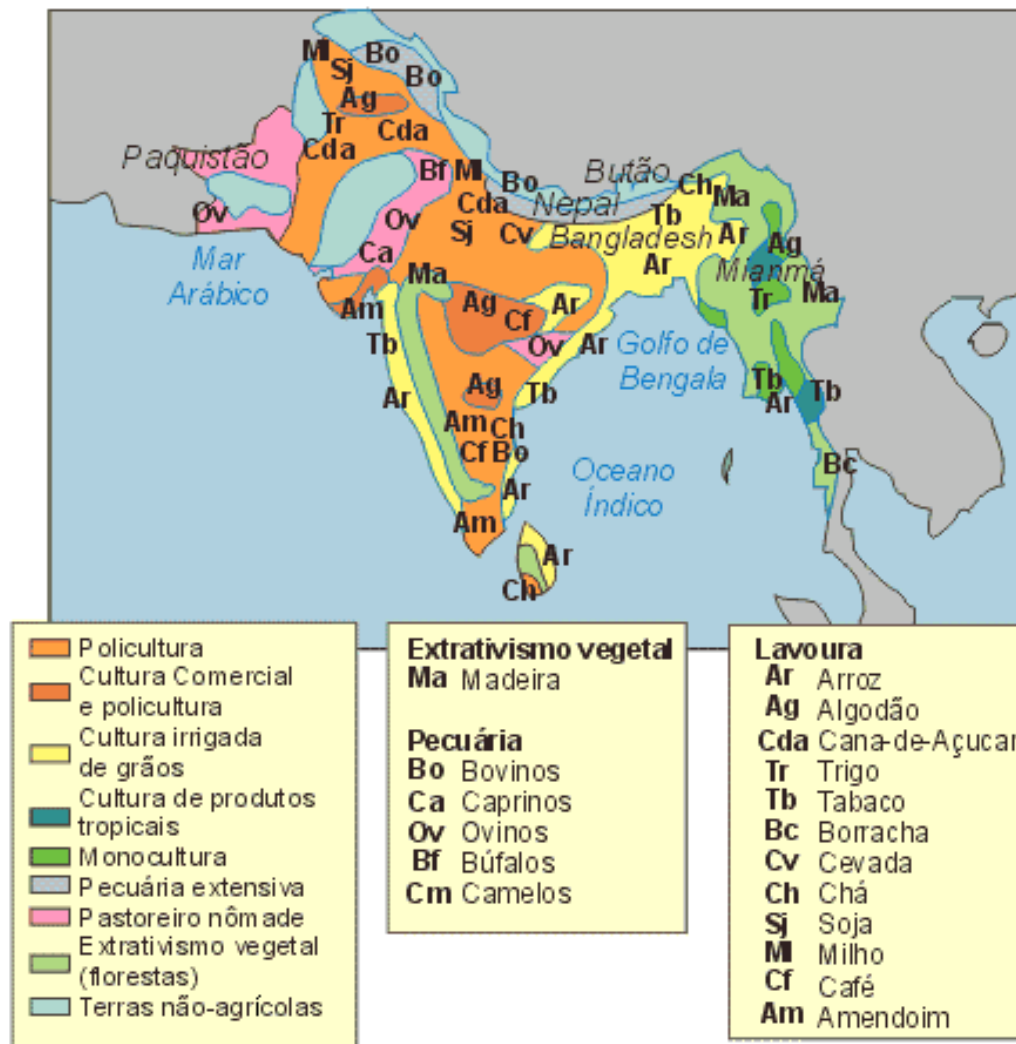 Ml
Bo
Sj
Bo
Ag
Tr
Cda
Cda
Paquistão
Bf
Ml
Bo
Butão
Ch
Ma
Ov
Cda
Nepal
Tb
Ov
Sj
Cv
Bangladesh
Ar
Ag
Mar
Arábico
Ca
Ar
Mianmá
Ma
Ag
Ar
Tr
Ma
Am
Cf
Tb
Ov
Ar
Golfo de
Bengala
Ag
Tb
Tb
Ar
Tb
Ar
Am
Ch
Cf
Bo
Oceano
Índico
Bc
Ar
Am
Ar
Ch
Policultura
Cultura Comercial
e policultura
Cultura irrigada
de grãos
Cultura de produtos
tropicais
Monocultura
Pecuária extensiva
Pastoreiro nômade
Extrativismo vegetal
(florestas)
Terras não-agrícolas
Extrativismo vegetal
Ma Madeira
Pecuária
Bo Bovinos
Ca Caprinos
Ov Ovinos
Bf Búfalos
Cm Camelos
Lavoura
Ar Arroz
Ag Algodão
Cda Cana-de-Açucar
Tr Trigo
Tb Tabaco
Bc Borracha
Cv Cevada
Ch Chá
Sj Soja
Ml Milho
Cf Café
Am Amendoim